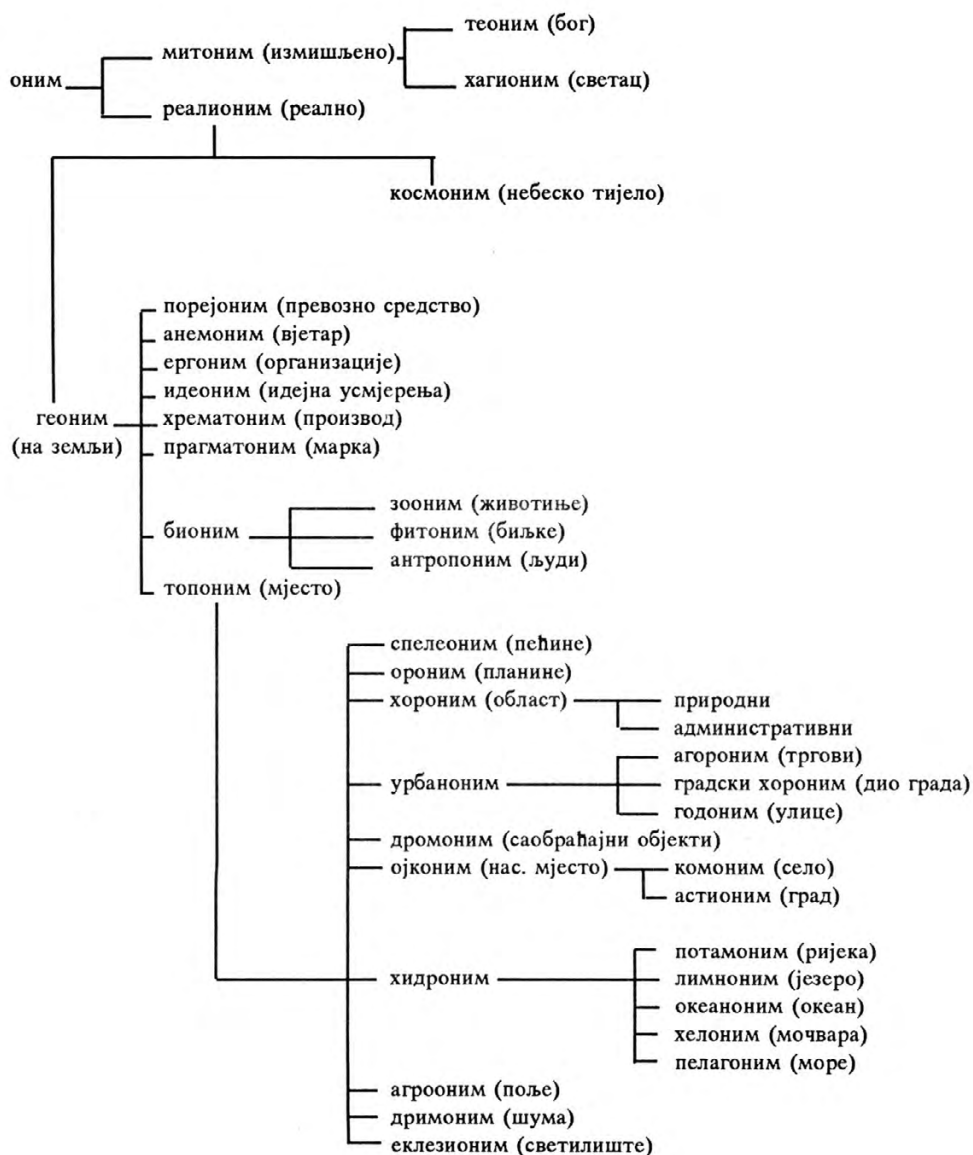 теоним (бог)
митоним (измишљено)
оним
хагионим (светац)
реалионим (реално)
космоним (небеско тијело)
порејоним (превозно средство)
анемоним (вјетар)
ергоним (организације)
идеоним (идејна усмјерења)
геоним хрематоним (производ)
(на земљи) прагматоним (марка)
зооним (животиње)
бионим фитоним (биљке)
антропоним (људи)
топоним (мјесто)
спелеоним (пећине)
ороним (планине)
хороним (област) природни
административни
агороним (тргови)
урбаноним градски хороним (дио града)
годоним (улице)
дромоним (саобраћајни објекти)
ојконим (нас. мјесто) комоним (село)
астионим (град)
потамоним (ријека)
хидроним лимноним (језеро)
океаноним (океан)
хелоним (мочвара)
пелагоним (море)
агрооним (поље)
дримоним (шума)
еклезионим (светилиште)